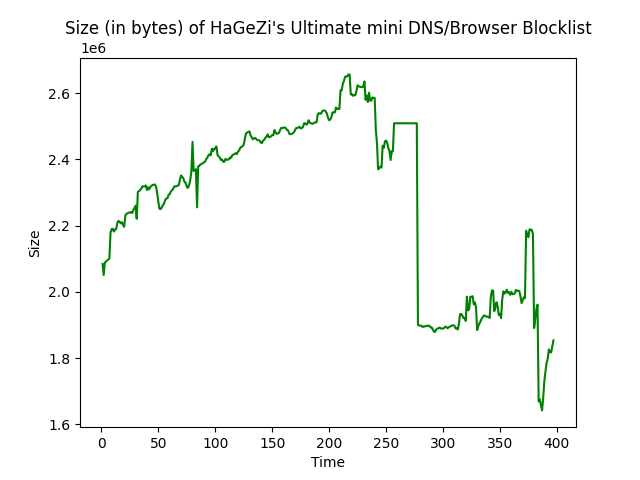 Size (in bytes) of HaGeZi's Ultimate mini DNS/Browser Blocklist
1e6
2.6
2.4
2.2
2.0
1.8
1.6
Size
0 50 100 150 200 250 300 350 400
Time